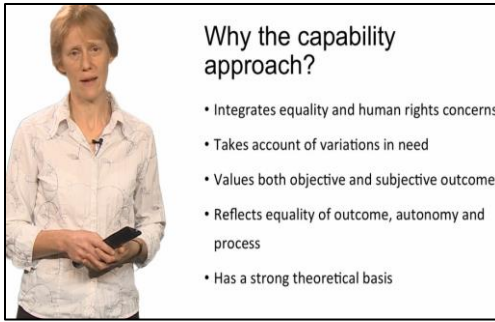 Why the capability
approach?
• Integrates equality and human rights concerns
• Takes account of variations in need
• Values both objective and subjective outcome
• Reflects equality of outcome, autonomy and
process
• Has a strong theoretical basis